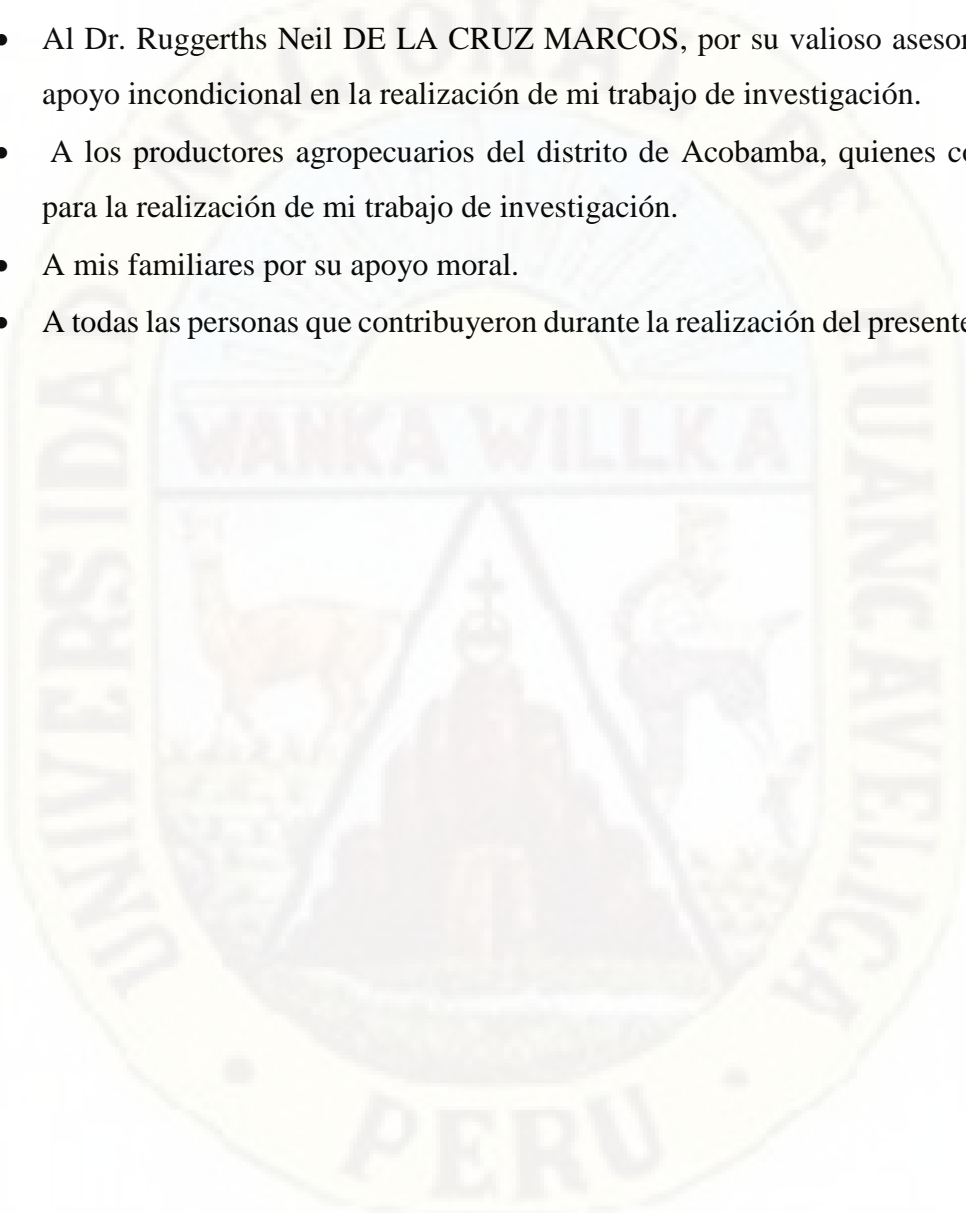 • Al Dr. Ruggerths Neil DE LA CRUZ MARCOS, por su valioso
apoyo incondicional en la realización de mi trabajo de investigación.
• A los productores agropecuarios del distrito de Acobamba, quienes
para la realización de mi trabajo de investigación.
• A mis familiares por su apoyo moral.
• A todas las personas que contribuyeron durante la realización del presente
UNIVERSIDAD NACIONAL DE HUANCAVELICA
WANKA WILLKA
• PERU •